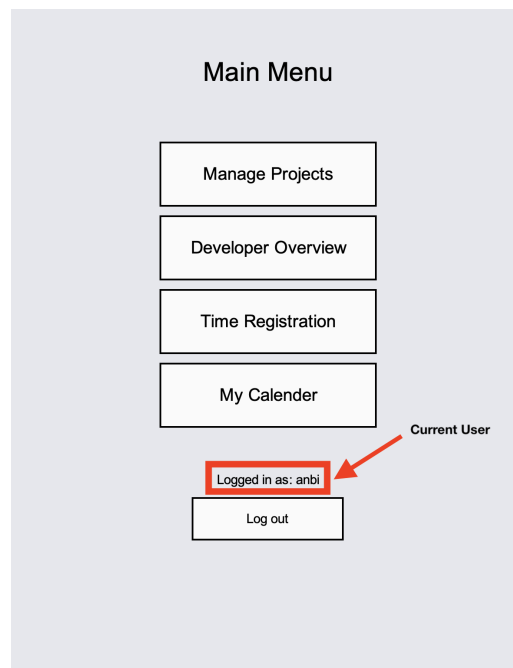 Main Menu
Manage Projects
Developer Overview
Time Registration
My Calender
Current User
Logged in as: anbi
Log out